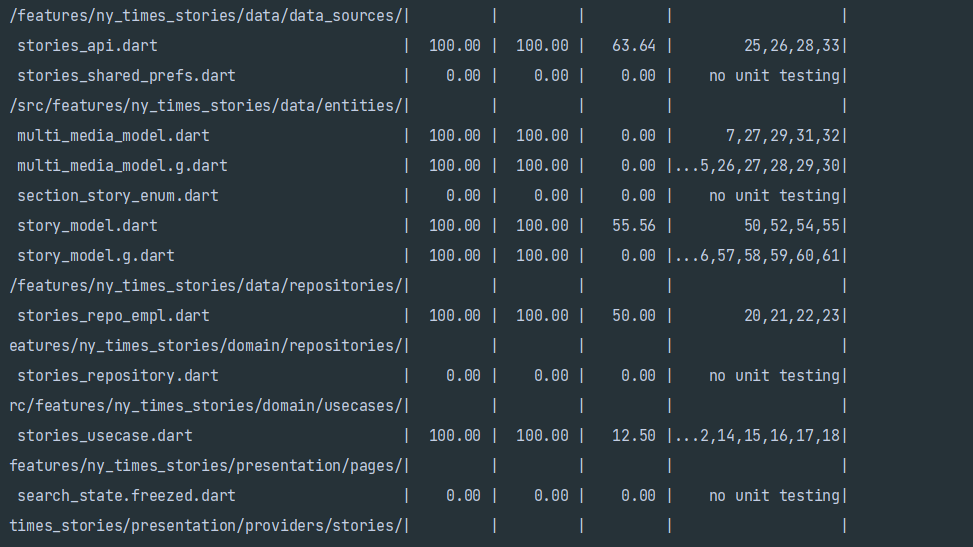 /features/ny_times_stories/data/data_sources/| | | | |
stories_api.dart | 100.00 | 100.00 | 63.64 | 25,26,28,33|
stories_shared_prefs.dart | 0.00 | 0.00 | 0.00 | no unit testing|
/src/features/ny_times_stories/data/entities/| | | | |
multi_media_model.dart | 100.00 | 100.00 | 0.00 | 7,27,29,31,32|
multi_media_model.g.dart | 100.00 | 100.00 | 0.00 |...5,26,27,28,29,30|
section_story_enum.dart | 0.00 | 0.00 | 0.00 | no unit testing|
story_model.dart | 100.00 | 100.00 | 55.56 | 50,52,54,55|
story_model.g.dart | 100.00 | 100.00 | 0.00 |...6,57,58,59,60,61|
/features/ny_times_stories/data/repositories/| | | | |
stories_repo_empl.dart | 100.00 | 100.00 | 50.00 | 20,21,22,23|
eatures/ny_times_stories/domain/repositories/| | | | |
stories_repository.dart | 0.00 | 0.00 | 0.00 | no unit testing|
rc/features/ny_times_stories/domain/usecases/| | | | |
stories_usecase.dart | 100.00 | 100.00 | 12.50 |...2,14,15,16,17,18|
features/ny_times_stories/presentation/pages/| | | | |
search_state.freezed.dart | 0.00 | 0.00 | 0.00 | no unit testing|
times_stories/presentation/providers/stories/| | | | |